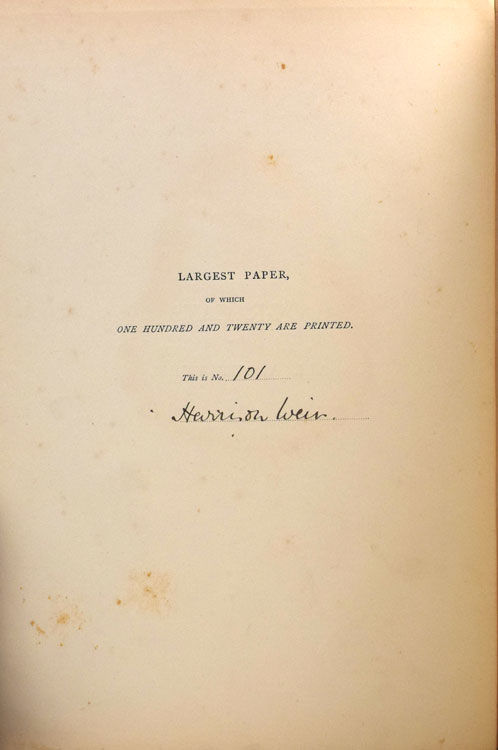 LARGEST PAPER,
OF WHICH
ONE HUNDRED AND TWENTY ARE PRINTED.
This is No. 101
Harrison Weir.